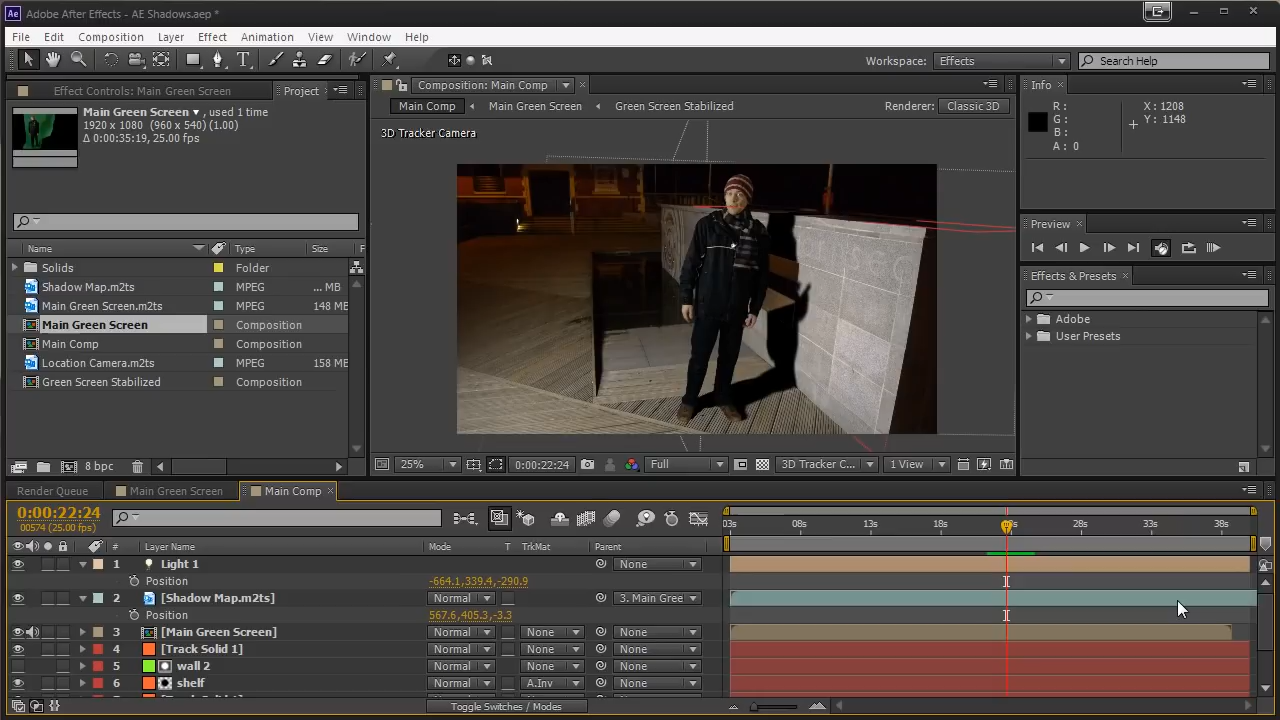 Adobe After Effects - AE Shadows.aep *
File Edit Composition Layer Effect Animation View Window Help
Workspace: Effects Search Help
Effect Controls: Main Green Screen Project
Main Green Screen , used 1 time
1920 x 1080 (960 x 540) (1.00)
Δ 0:00:35:19, 25.00 fps
Name Type Size F
Solids Folder
Shadow Map.m2ts MPEG ... MB
Main Green Screen.m2ts MPEG 148 ME
Main Green Screen Composition
Main Comp Composition
Location Camera.m2ts MPEG 158 ME
Green Screen Stabilized Composition
8 bpc
Composition: Main Comp
Main Comp Main Green Screen Green Screen Stabilized Renderer: Classic 3D
3D Tracker Camera
25% 0:00:22:24 Full 3D Tracker C... 1 View
Info
R: X : 1208
G: Y : 1148
B:
A: 0
Preview
Effects & Presets
Adobe
User Presets
Render Queue Main Green Screen Main Comp
0:00:22:24
00574 (25.00 fps)
03s 08s 13s 18s 28s 33s 38s
# Layer Name Mode T TrkMat Parent
1 Light 1 None
Position -664.1,339.4,-290.9
2 [Shadow Map.m2ts] Normal 3. Main Gree
Position 567.6,405.3,-3.3
3 [Main Green Screen] Normal None None
4 [Track Solid 1] Normal None None
5 wall 2 Normal None None
6 shelf Normal A.Inv None
Toggle Switches / Modes